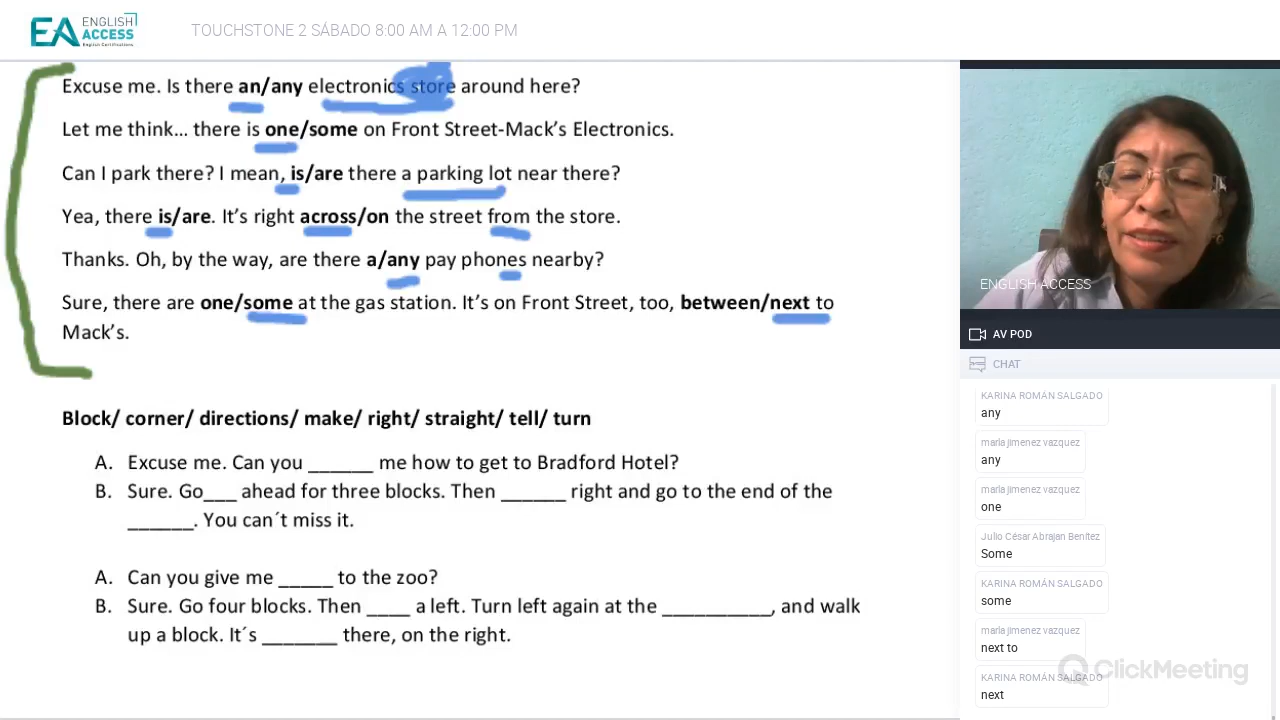 EA ENGLISH ACCESS
English Certifications
TOUCHSTONE 2 SÁBADO 8:00 AM A 12:00 PM
Excuse me. Is there an/any electronics store around here?
Let me think... there is one/some on Front Street-Mack's Electronics.
Can I park there? I mean, is/are there a parking lot near there?
Yea, there is/are. It's right across/on the street from the store.
Thanks. Oh, by the way, are there a/any pay phones nearby?
Sure, there are one/some at the gas station. It's on Front Street, too, between/next to
Mack's.
Block/ corner/ directions/ make/ right/ straight/ tell/ turn
A. Excuse me. Can you ______ me how to get to Bradford Hotel?
B. Sure. Go___ ahead for three blocks. Then ______ right and go to the end of the
______. You can´t miss it.
A. Can you give me _____ to the zoo?
B. Sure. Go four blocks. Then ____ a left. Turn left again at the __________, and walk
up a block. It´s _______ there, on the right.
ENGLISH ACCESS
AV POD
CHAT
KARINA ROMÁN SALGADO
any
marla jimenez vazquez
any
marla jimenez vazquez
one
Julio César Abrajan Benítez
Some
KARINA ROMÁN SALGADO
some
marla jimenez vazquez
next to
KARINA ROMÁN SALGADO
next
ClickMeeting